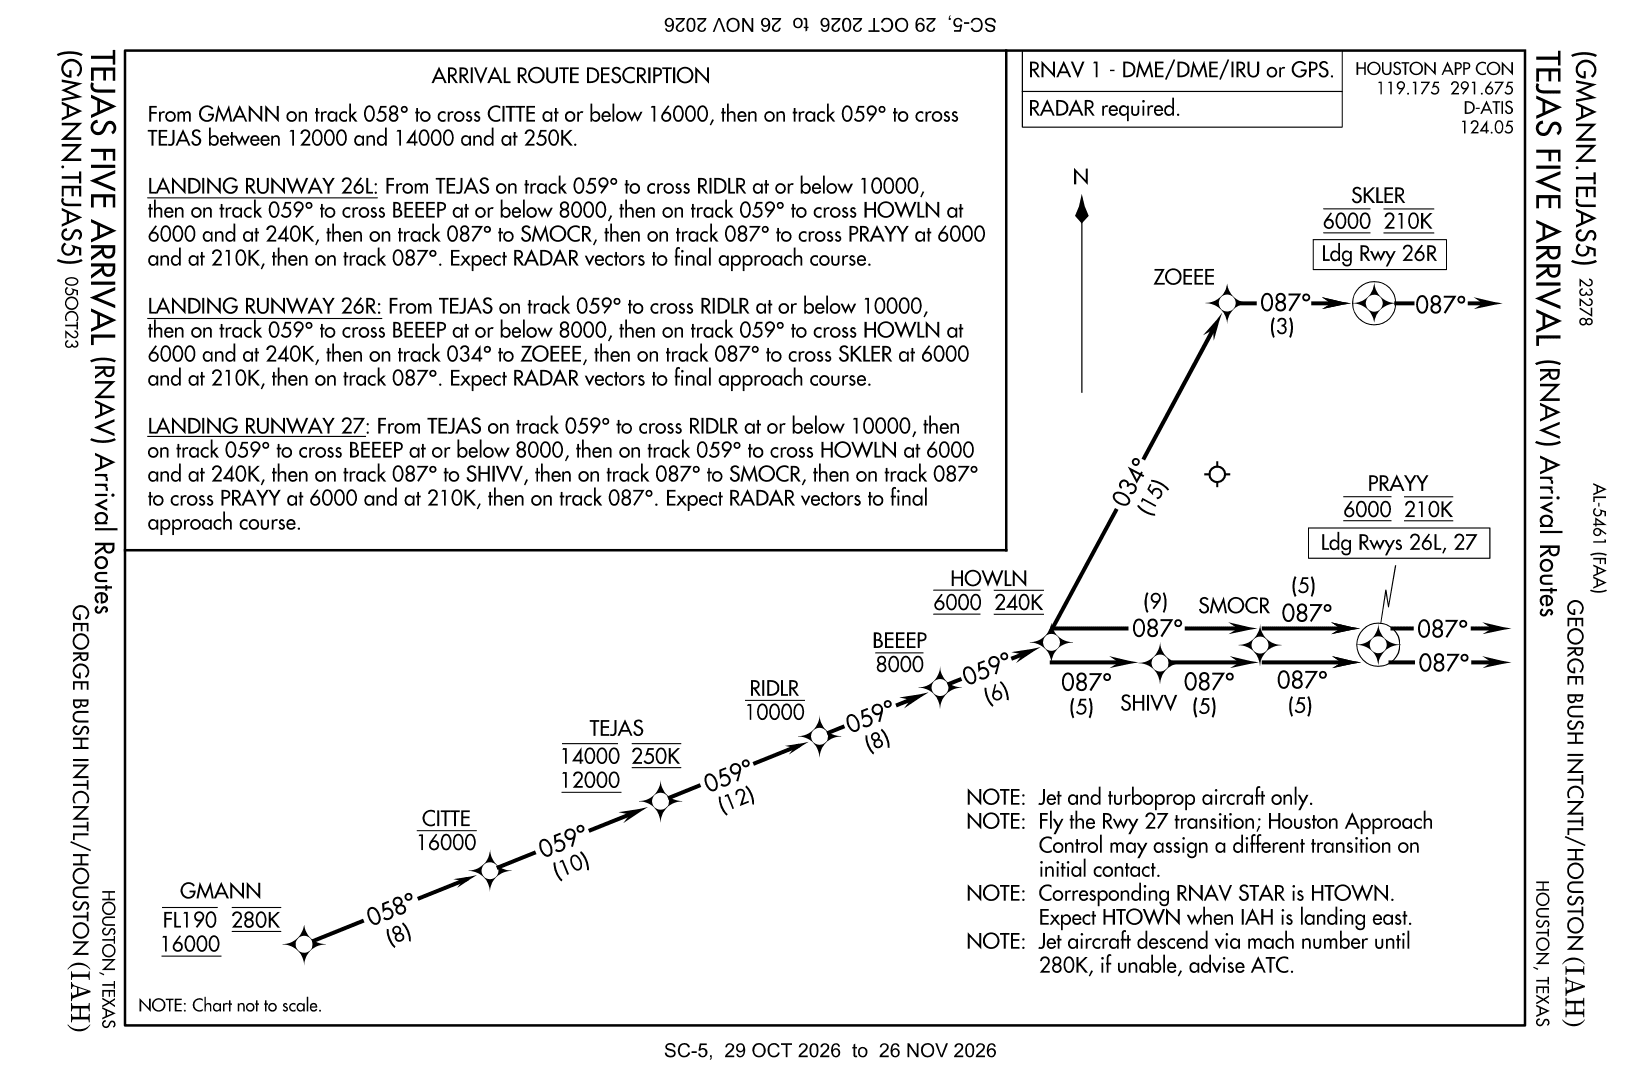 SC-5, 29 OCT 2026 to 26 NOV 2026
TEJAS FIVE ARRIVAL (RNAV) Arrival Routes
(GMANN.TEJAS5) 05OCT23
GEORGE BUSH INTCNTL/HOUSTON (IAH)
HOUSTON, TEXAS
ARRIVAL ROUTE DESCRIPTION
From GMANN on track 058° to cross CITTE at or below 16000, then on track 059° to cross
TEJAS between 12000 and 14000 and at 250K.
LANDING RUNWAY 26L: From TEJAS on track 059° to cross RIDLR at or below 10000,
then on track 059° to cross BEEEP at or below 8000, then on track 059° to cross HOWLN at
6000 and at 240K, then on track 087° to SMOCR, then on track 087° to cross PRAYY at 6000
and at 210K, then on track 087°. Expect RADAR vectors to final approach course.
LANDING RUNWAY 26R: From TEJAS on track 059° to cross RIDLR at or below 10000,
then on track 059° to cross BEEEP at or below 8000, then on track 059° to cross HOWLN at
6000 and at 240K, then on track 034° to ZOEEE, then on track 087° to cross SKLER at 6000
and at 210K, then on track 087°. Expect RADAR vectors to final approach course.
LANDING RUNWAY 27: From TEJAS on track 059° to cross RIDLR at or below 10000, then
on track 059° to cross BEEEP at or below 8000, then on track 059° to cross HOWLN at 6000
and at 240K, then on track 087° to SHIVV, then on track 087° to SMOCR, then on track 087°
to cross PRAYY at 6000 and at 210K, then on track 087°. Expect RADAR vectors to final
approach course.
RNAV 1 - DME/DME/IRU or GPS.
RADAR required.
HOUSTON APP CON
119.175 291.675
D-ATIS
124.05
N
SKLER
6000 210K
Ldg Rwy 26R
ZOEEE
087°
(3)
087°
034°
(15)
PRAYY
6000 210K
Ldg Rwys 26L, 27
HOWLN
6000 240K
(9)
087°
SMOCR
(5)
087°
087°
087°
087°
(5)
SHIVV
087°
(5)
087°
(5)
BEEEP
8000
059°
(6)
RIDLR
10000
059°
(8)
TEJAS
14000 250K
12000
059°
(12)
CITTE
16000
059°
(10)
GMANN
FL190 280K
16000
058°
(8)
NOTE: Jet and turboprop aircraft only.
NOTE: Fly the Rwy 27 transition; Houston Approach
Control may assign a different transition on
initial contact.
NOTE: Corresponding RNAV STAR is HTOWN.
Expect HTOWN when IAH is landing east.
NOTE: Jet aircraft descend via mach number until
280K, if unable, advise ATC.
NOTE: Chart not to scale.
(GMANN.TEJAS5) 23278
TEJAS FIVE ARRIVAL (RNAV) Arrival Routes
AL-5461 (FAA)
GEORGE BUSH INTCNTL/HOUSTON (IAH)
HOUSTON, TEXAS
SC-5, 29 OCT 2026 to 26 NOV 2026